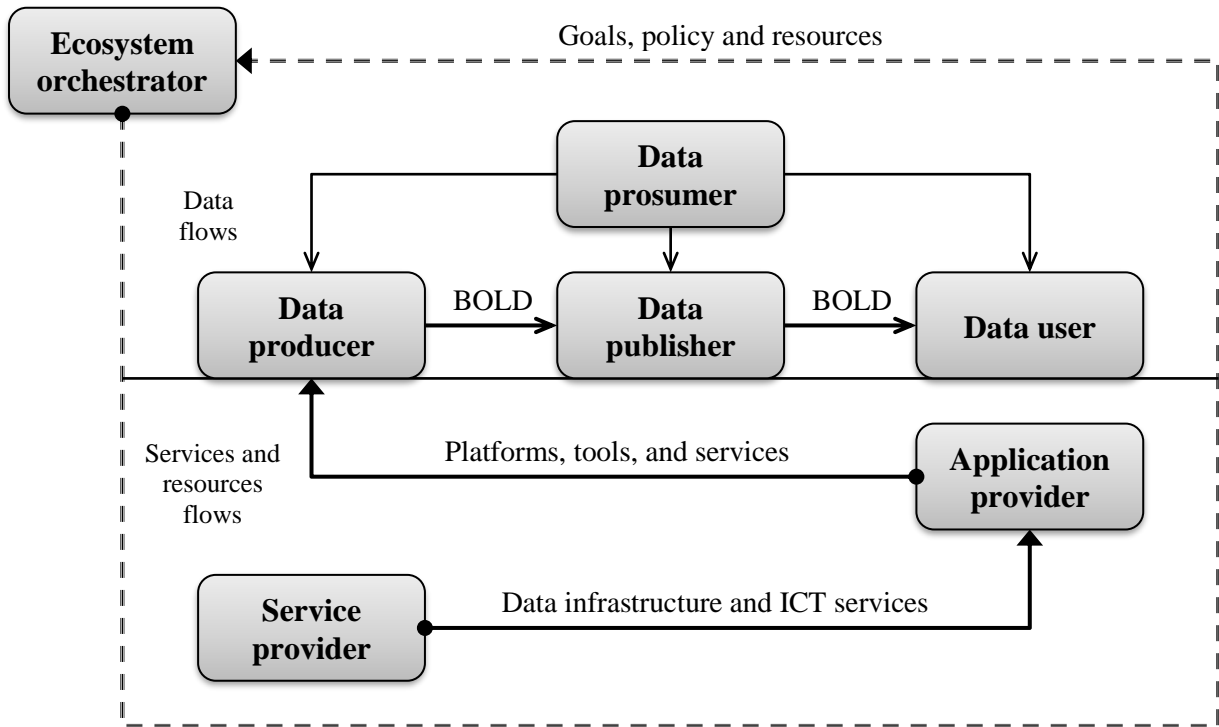 Ecosystem
orchestrator
Goals, policy and resources
Data
prosumer
Data
flows
Data
producer
BOLD
Data
publisher
BOLD
Data user
Services and
resources
flows
Platforms, tools, and services
Application
provider
Service
provider
Data infrastructure and ICT services